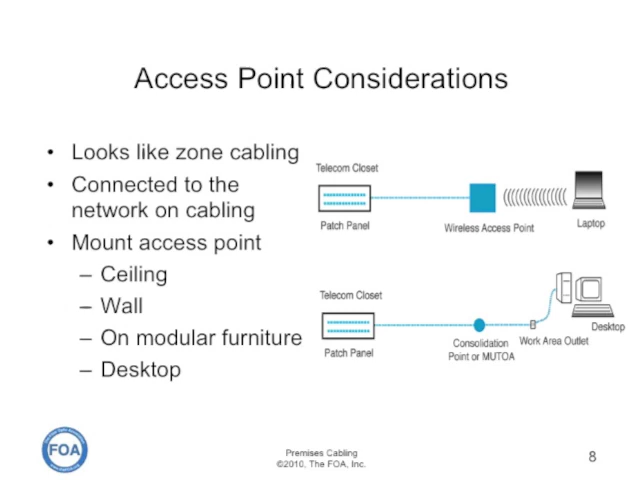 Access Point Considerations
• Looks like zone cabling
• Connected to the
network on cabling
• Mount access point
– Ceiling
– Wall
– On modular furniture
– Desktop
Telecom Closet
Patch Panel
Wireless Access Point
Laptop
Telecom Closet
Patch Panel
Consolidation
Point or MUTOA
Work Area Outlet
Desktop
FOA
Premises Cabling
©2010, The FOA, Inc.
8